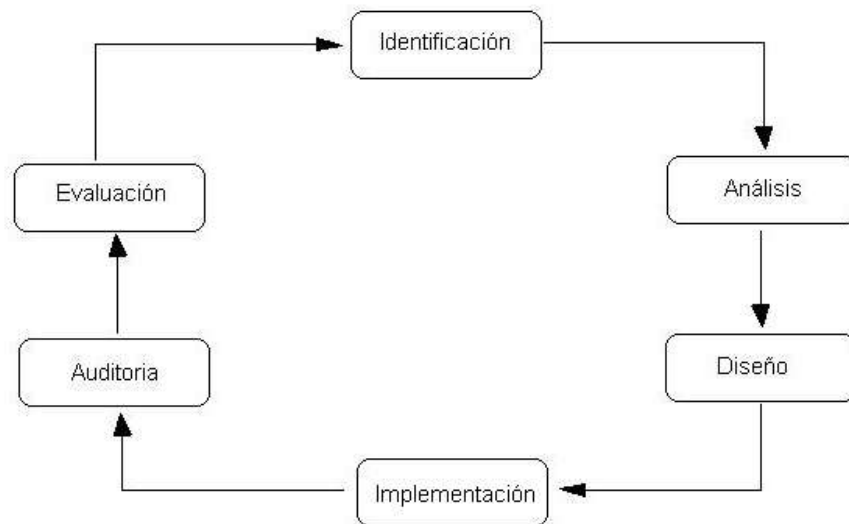 Identificación
Evaluación
Análisis
Auditoria
Diseño
Implementación